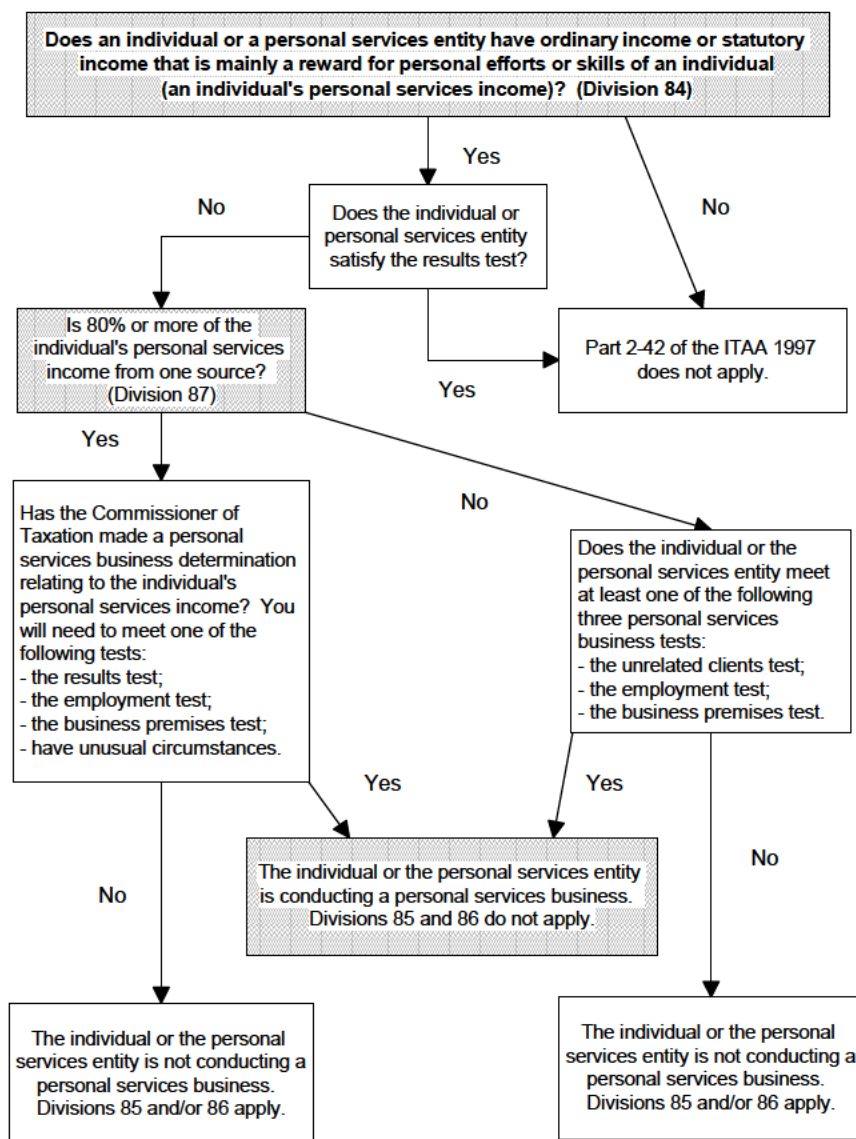 Does an individual or a personal services entity have ordinary income or statutory
income that is mainly a reward for personal efforts or skills of an individual
(an individual's personal services income)? (Division 84)
Yes
No
No
Does the individual or
personal services entity
satisfy the results test?
Is 80% or more of the
individual's personal services
income from one source?
(Division 87)
Yes
Part 2-42 of the ITAA 1997
does not apply.
Yes
No
Has the Commissioner of
Taxation made a personal
services business determination
relating to the individual's
personal services income? You
will need to meet one of the
following tests:
- the results test;
- the employment test;
- the business premises test;
- have unusual circumstances.
Does the individual or the
personal services entity meet
at least one of the following
three personal services
business tests:
- the unrelated clients test;
- the employment test;
- the business premises test.
Yes
Yes
No
No
The individual or the personal services entity
is conducting a personal services business.
Divisions 85 and 86 do not apply.
The individual or the personal
services entity is not conducting a
personal services business.
Divisions 85 and/or 86 apply.
The individual or the personal
services entity is not conducting a
personal services business.
Divisions 85 and/or 86 apply.